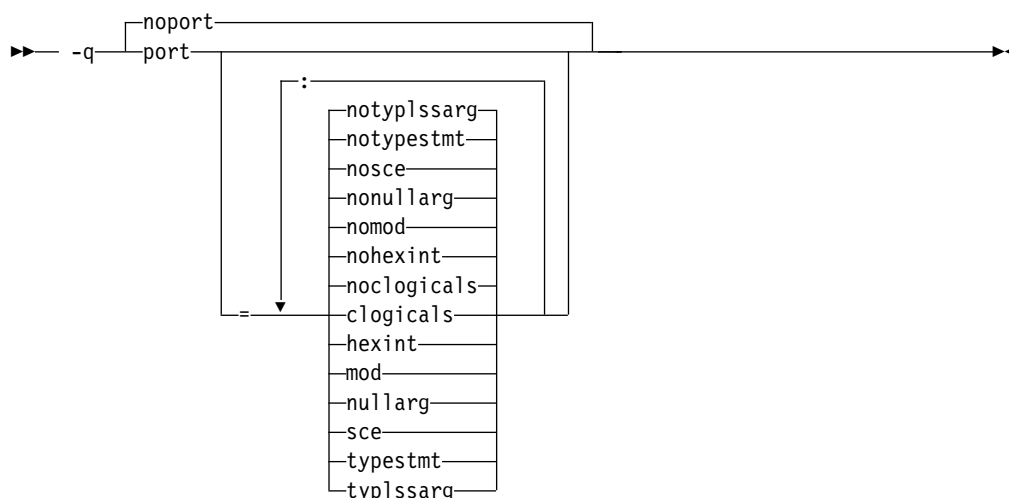 noport
-q port
:
notyplssarg
notypestmt
nosce
nonullarg
nomod
nohexint
noclogicals
= clogicals
hexint
mod
nullarg
sce
typestmt
typlssarg